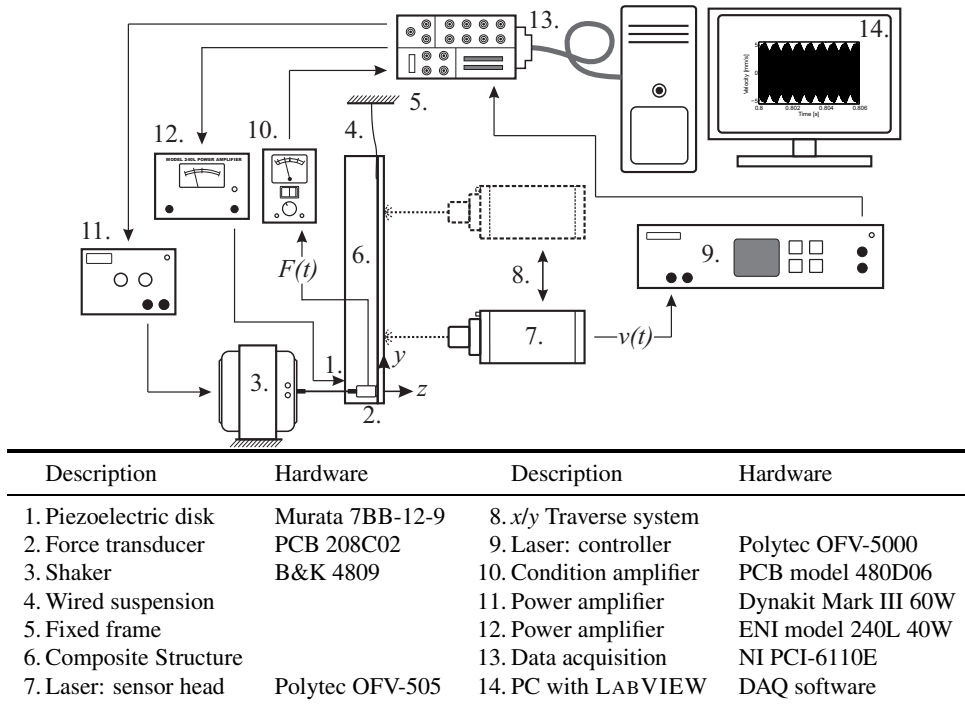 13.
14.
Velocity [mm/s]
5
0
-5
0.8 0.802 0.804 0.806
Time [s]
5.
4.
12.
10.
MODEL 240L POWER AMPLIFIER
11.
F(t)
6.
8.
9.
7.
v(t)
1.
y
3.
z
2.
Description Hardware Description Hardware
1. Piezoelectric disk Murata 7BB-12-9 8. x/y Traverse system
2. Force transducer PCB 208C02 9. Laser: controller Polytec OFV-5000
3. Shaker B&K 4809 10. Condition amplifier PCB model 480D06
4. Wired suspension 11. Power amplifier Dynakit Mark III 60W
5. Fixed frame 12. Power amplifier ENI model 240L 40W
6. Composite Structure 13. Data acquisition NI PCI-6110E
7. Laser: sensor head Polytec OFV-505 14. PC with LABVIEW DAQ software